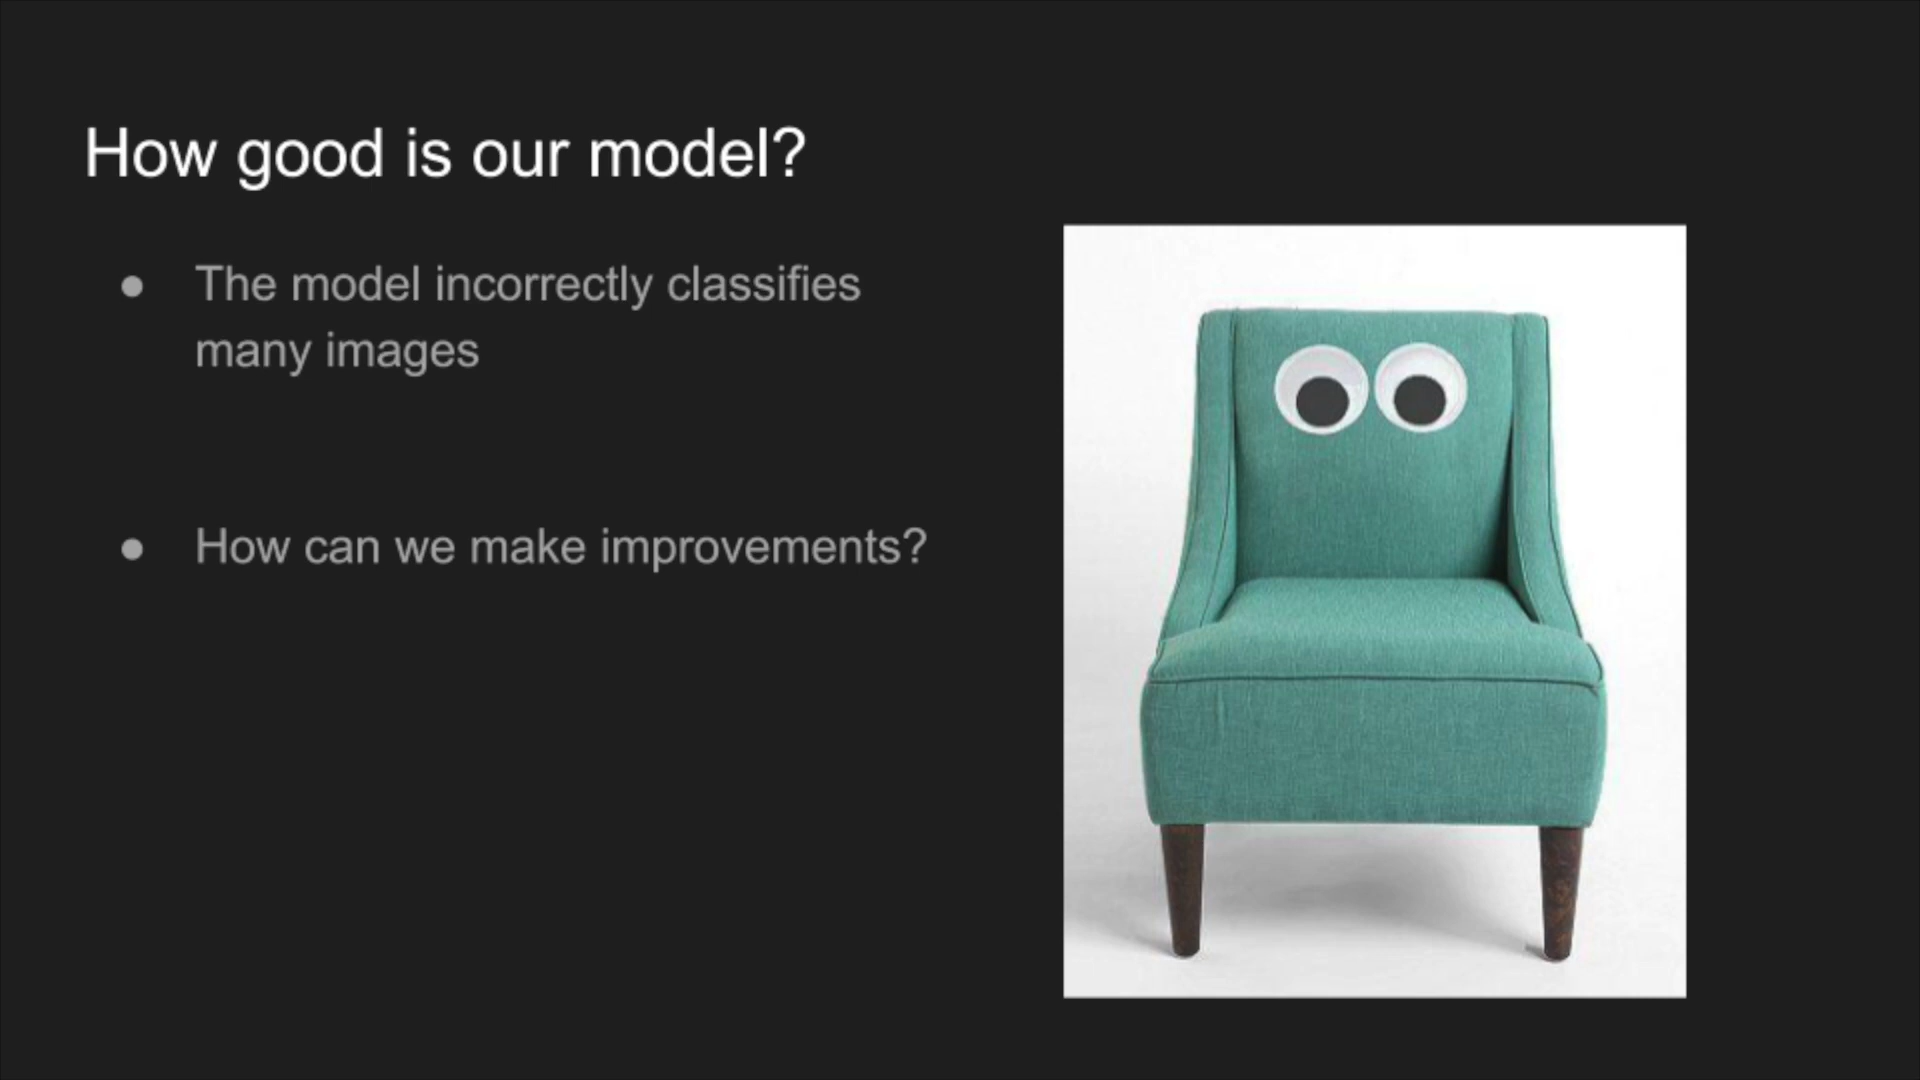 How good is our model?
● The model incorrectly classifies
many images
● How can we make improvements?